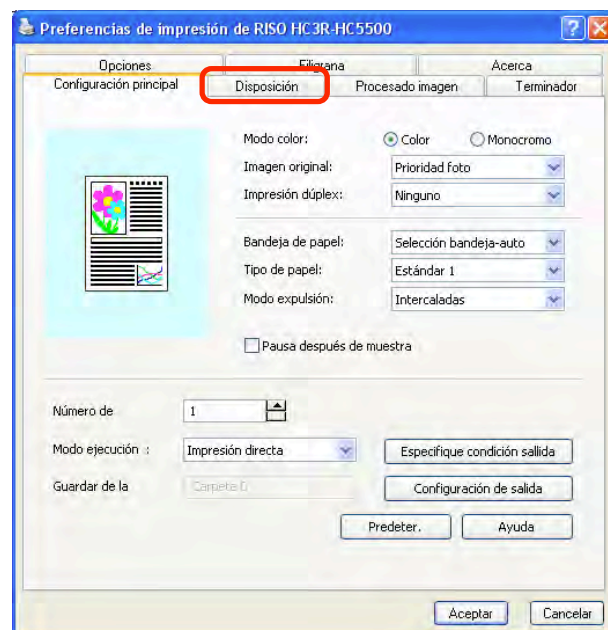 Preferencias de impresión de RISO HC3R-HC5500
Opciones Filigrana Acerca
Configuración principal Disposición Procesado imagen Terminador
Modo color: Color Monocromo
Imagen original: Prioridad foto
Impresión dúplex: Ninguno
Bandeja de papel: Selección bandeja-auto
Tipo de papel: Estándar 1
Modo expulsión: Intercaladas
Pausa después de muestra
Número de 1
Modo ejecución : Impresión directa Especifique condición sallida
Guardar de la Carpeta 0 Configuración de salida
Predeter. Ayuda
Aceptar Cancelar